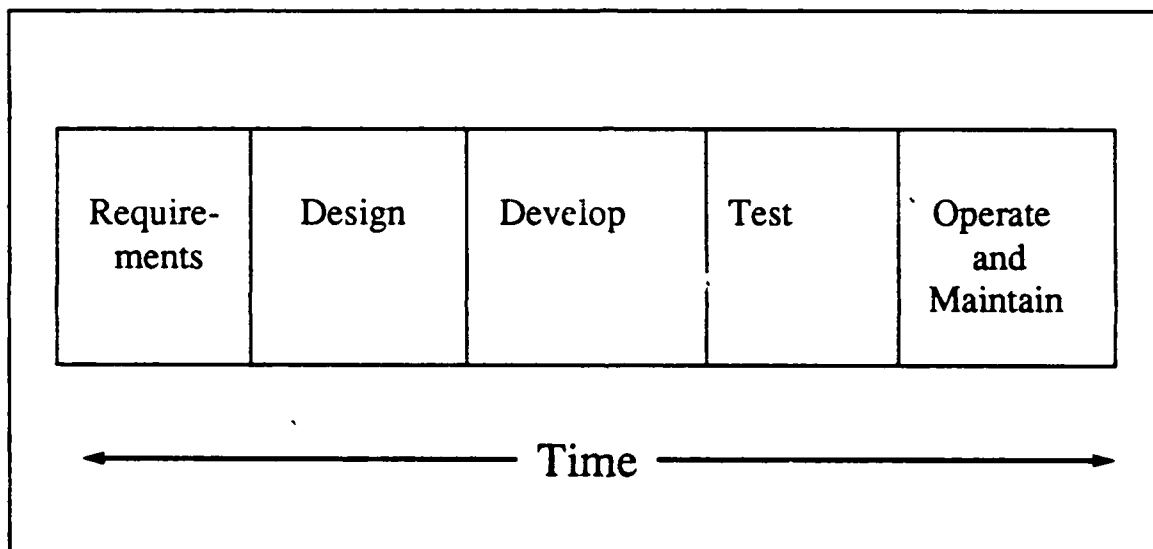 Require-
ments
Design
Develop
Test
Operate
and
Maintain
Time